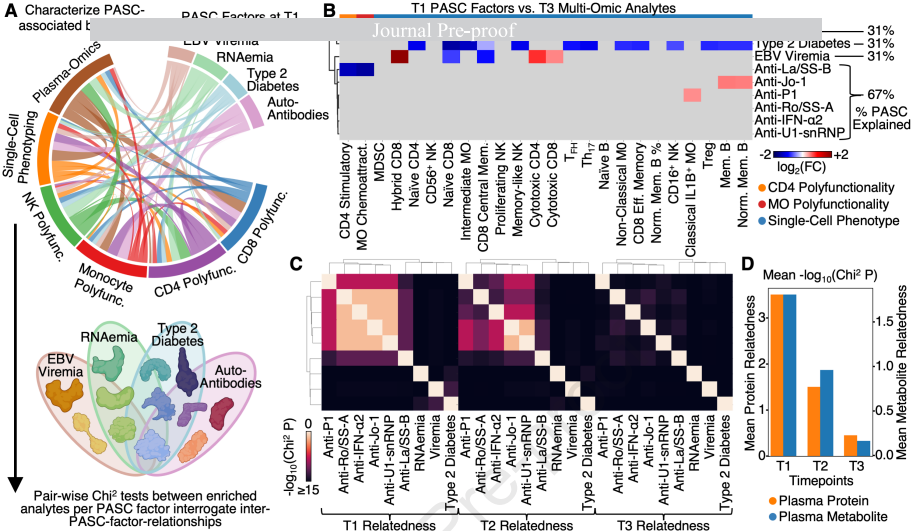 A
Characterize PASC-
associated b
PASC Factors at T1
Journal Pre-proof
EBV Viremia
RNAemia
Type 2
Diabetes
Auto-
Antibodies
Plasma-Omics
Single-Cell
Phenotyping
NK Polyfunc.
Monocyte
Polyfunc.
CD4 Polyfunc.
CD8 Polyfunc.
EBV
Viremia
RNAemia
Type 2
Diabetes
Auto-
Antibodies
Pair-wise Chi² tests between enriched
analytes per PASC factor interrogate inter-
PASC-factor-relationships
B
T1 PASC Factors vs. T3 Multi-Omic Analytes
31%
Type 2 Diabetes
31%
EBV Viremia
31%
Anti-La/SS-B
Anti-Jo-1
Anti-P1
Anti-Ro/SS-A
Anti-IFN-α2
Anti-U1-snRNP
67%
% PASC
Explained
CD4 Stimulatory
MO Chemoattract.
MDSC
Hybrid CD8
Naïve CD4
CD56⁺ NK
Naïve CD8
Intermediate MO
CD8 Central Mem.
Proliferating NK
Memory-like NK
Cytotoxic CD4
Cytotoxic CD8
T_FH
Th₁₇
Naïve B
Non-Classical M0
CD8 Eff. Memory
Norm. Mem. B %
CD16⁺ NK
Classical IL1B⁺ MO
Treg
Mem. B
Norm. Mem. B
-2 +2
log₂(FC)
CD4 Polyfunctionality
MO Polyfunctionality
Single-Cell Phenotype
C
-log₁₀(Chi² P)
0
≥15
Anti-P1
Anti-Ro/SS-A
Anti-IFN-α2
Anti-Jo-1
Anti-U1-snRNP
Anti-La/SS-B
RNAemia
Viremia
Type 2 Diabetes
Anti-P1
Anti-Ro/SS-A
Anti-IFN-α2
Anti-Jo-1
Anti-U1-snRNP
Anti-La/SS-B
RNAemia
Viremia
Type 2 Diabetes
Anti-P1
Anti-Ro/SS-A
Anti-IFN-α2
Anti-Jo-1
Anti-U1-snRNP
Anti-La/SS-B
RNAemia
Viremia
Type 2 Diabetes
T1 Relatedness
T2 Relatedness
T3 Relatedness
D
Mean -log₁₀(Chi² P)
Mean Protein Relatedness
3
2
1
0
Mean Metabolite Relatedness
1.5
1.0
0.5
0.0
T1 T2 T3
Timepoints
Plasma Protein
Plasma Metabolite